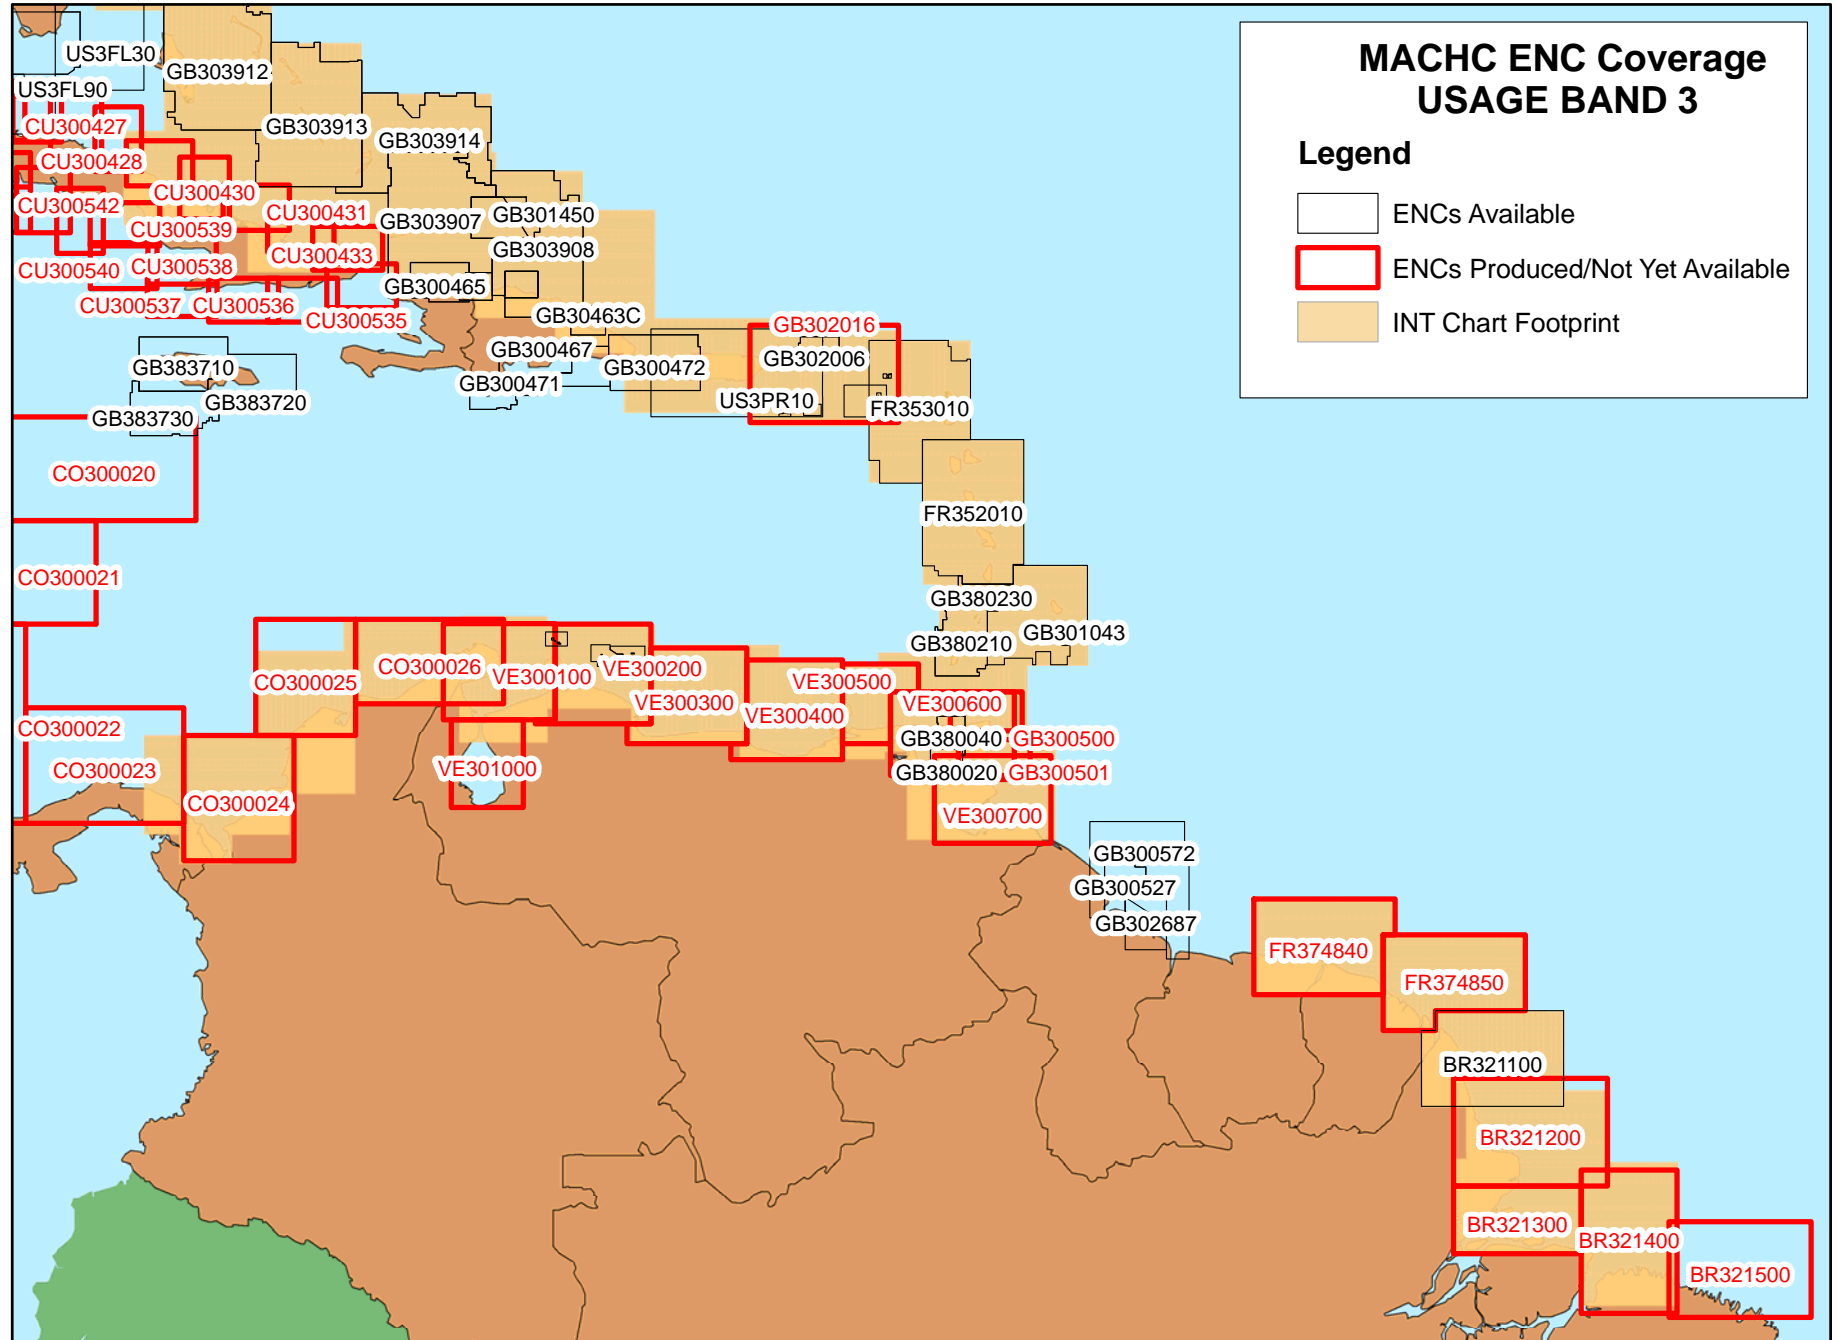 MACHC ENC Coverage
USAGE BAND 3
Legend
ENCs Available
ENCs Produced/Not Yet Available
INT Chart Footprint
US3FL30
GB303912
US3FL90
CU300427
GB303913
GB303914
CU300428
CU300430
CU300542
CU300431
GB301450
GB303907
CU300539
GB303908
CU300433
CU300540
CU300538
GB300465
CU300537
CU300536
GB30463C
CU300535
GB302016
GB300467
GB302006
GB383710
GB300472
GB300471
GB383720
US3PR10
FR353010
GB383730
CO300020
FR352010
CO300021
GB380230
GB301043
GB380210
CO300026
VE300200
VE300100
CO300025
VE300500
VE300300
VE300600
VE300400
CO300022
GB380040
GB300500
CO300023
VE301000
GB380020
GB300501
CO300024
VE300700
GB300572
GB300527
GB302687
FR374840
FR374850
BR321100
BR321200
BR321300
BR321400
BR321500